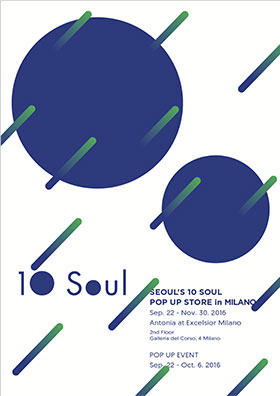 10 Soul
SEOUL'S 10 SOUL
POP UP STORE in MILANO
Sep. 22 - Nov. 30. 2016
Antonia at Excelsior Milano
2nd Floor
Galleria del Corso, 4 Milano
POP UP EVENT
Sep. 22 - Oct. 6. 2016